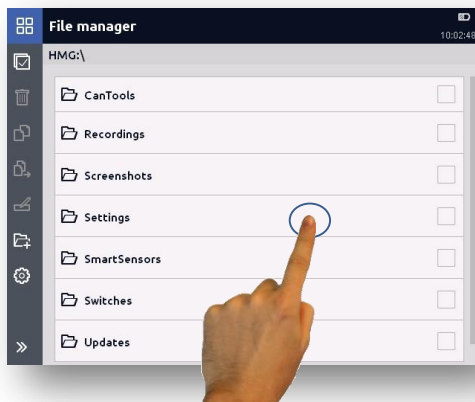 File manager
10:02:48
HMG:\
CanTools
Recordings
Screenshots
Settings
SmartSensors
Switches
Updates